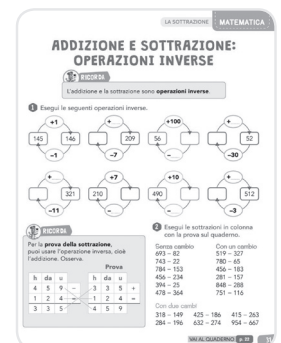 LA SOTTRAZIONE MATEMATICA
ADDIZIONE E SOTTRAZIONE:
OPERAZIONI INVERSE
RICORDA
L'addizione e la sottrazione sono operazioni inverse.
1 Esegui le seguenti operazioni inverse.
+1 + +100 +
145 146 209 56 52
−1 −7 − −30
+ +7 +10 +
321 210 490 512
−11 − − −3
RICORDA
Per la prova della sottrazione,
puoi usare l'operazione inversa, cioè
l'addizione. Osserva.
Prova
h da u h da u
4 5 9 − 3 3 5 +
1 2 4 = 1 2 4 =
3 3 5 4 5 9
2 Esegui le sottrazioni in colonna
con la prova sul quaderno.
Senza cambio Con un cambio
693 − 82 519 − 327
743 − 22 780 − 65
784 − 153 456 − 183
456 − 234 281 − 157
394 − 25 848 − 288
478 − 364 751 − 116
Con due cambi
318 − 149 425 − 186 415 − 263
284 − 196 632 − 274 954 − 667
VAI AL QUADERNO